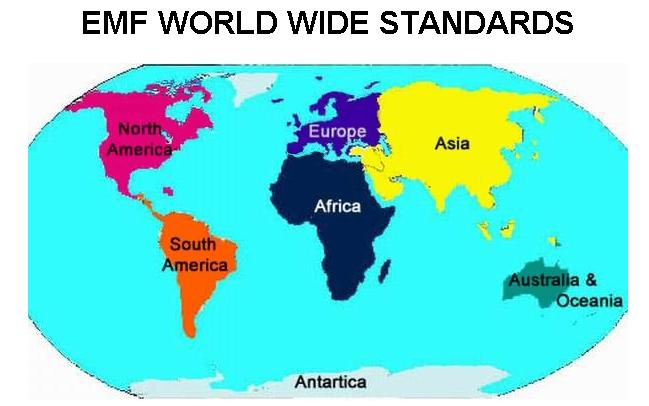 EMF WORLD WIDE STANDARDS
North
America
Europe
Asia
Africa
South
America
Australia &
Oceania
Antartica